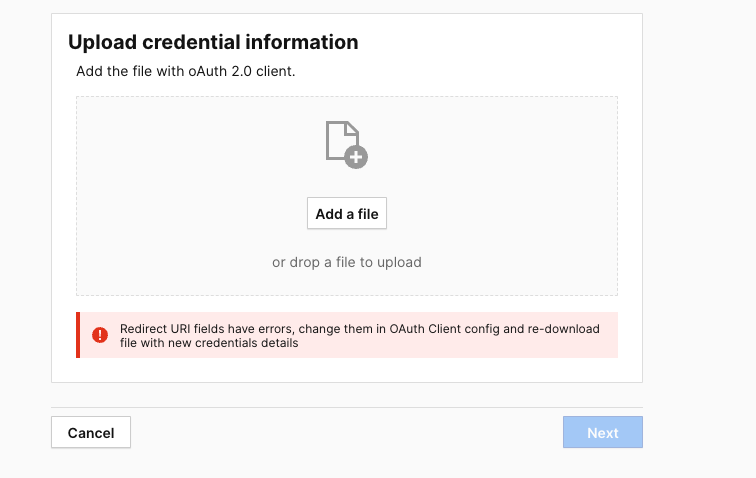 Upload credential information
Add the file with oAuth 2.0 client.
Add a file
or drop a file to upload
Redirect URI fields have errors, change them in OAuth Client config and re-download
file with new credentials details
Cancel
Next